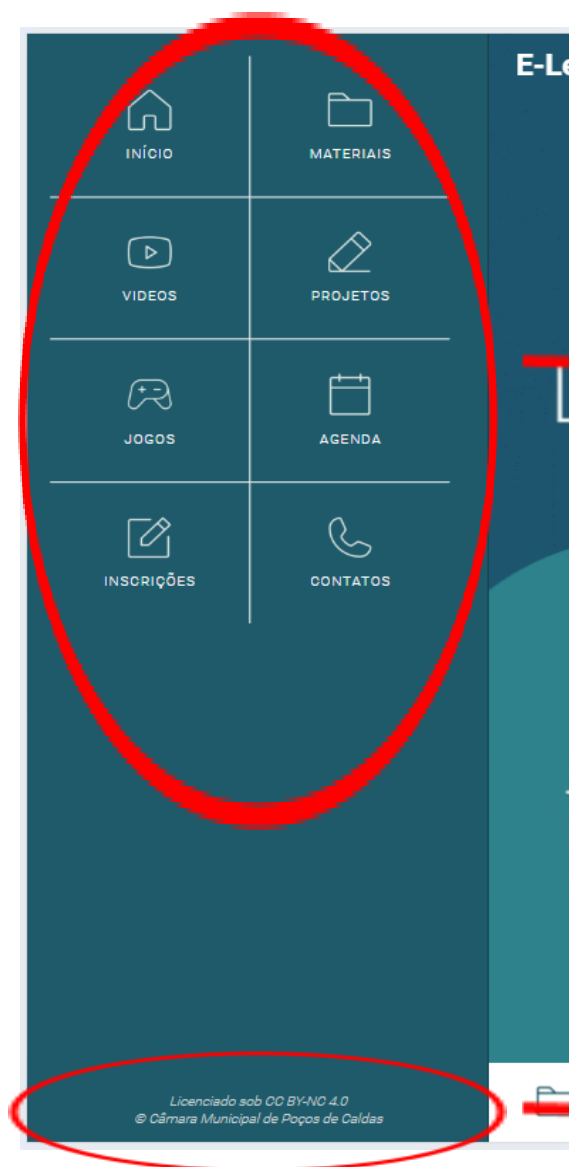 E-Le
INÍCIO
MATERIAIS
VIDEOS
PROJETOS
JOGOS
AGENDA
INSCRIÇÕES
CONTATOS
Licenciado sob CC BY-NC 4.0
© Câmara Municipal de Poços de Caldas